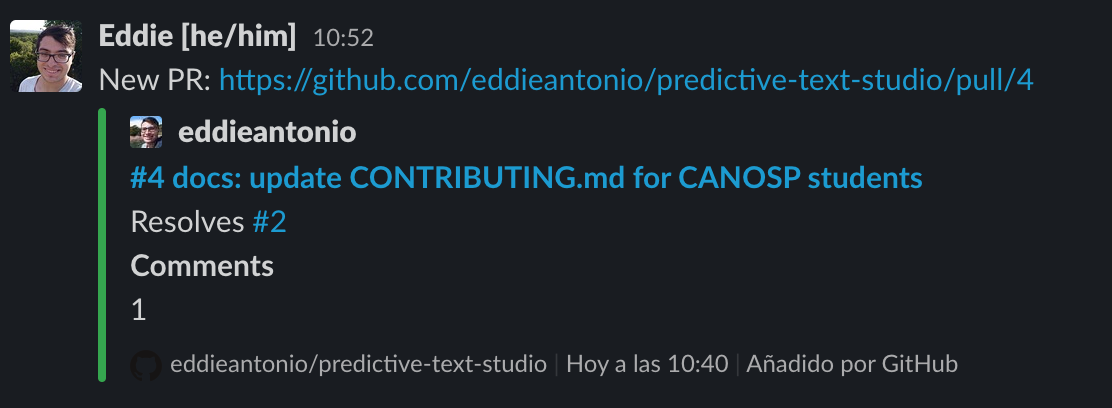 Eddie [he/him] 10:52
New PR: https://github.com/eddieantonio/predictive-text-studio/pull/4
eddieantonio
#4 docs: update CONTRIBUTING.md for CANOSP students
Resolves #2
Comments
1
eddieantonio/predictive-text-studio | Hoy a las 10:40 | Añadido por GitHub